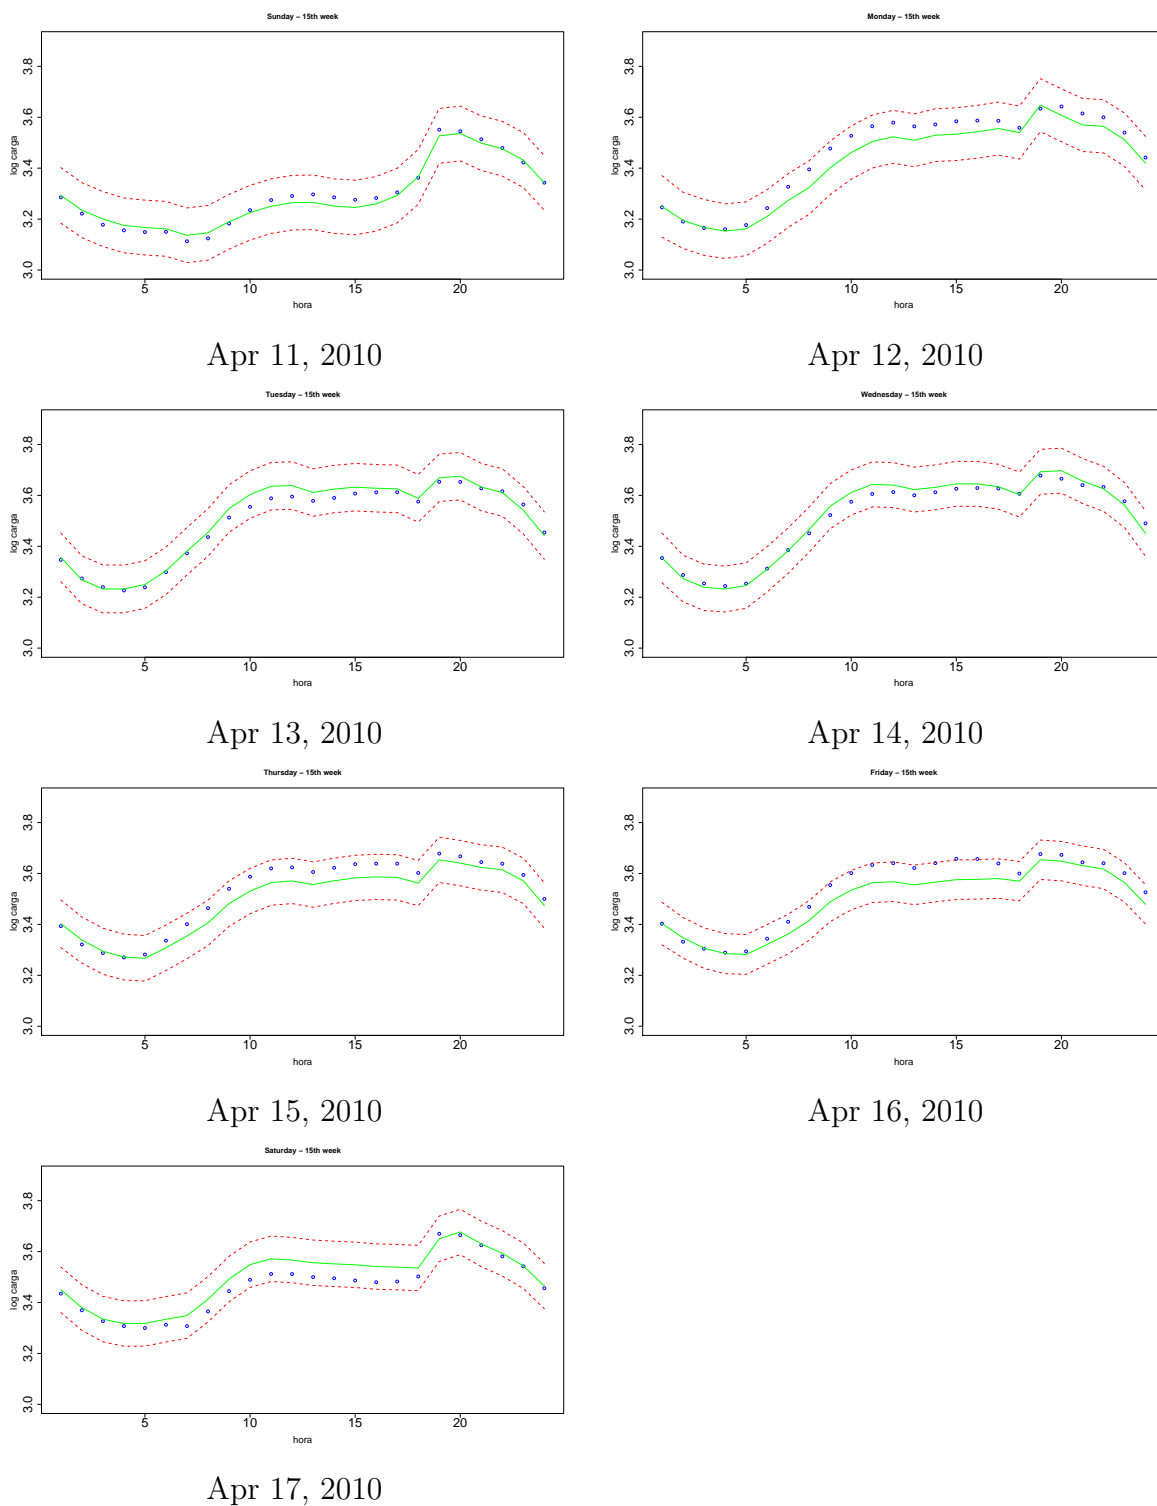 Sunday − 15th week
log carga
3.0 3.2 3.4 3.6 3.8
5 10 15 20
hora
Apr 11, 2010
Monday − 15th week
log carga
3.0 3.2 3.4 3.6 3.8
5 10 15 20
hora
Apr 12, 2010
Tuesday − 15th week
log carga
3.0 3.2 3.4 3.6 3.8
5 10 15 20
hora
Apr 13, 2010
Wednesday − 15th week
log carga
3.0 3.2 3.4 3.6 3.8
5 10 15 20
hora
Apr 14, 2010
Thursday − 15th week
log carga
3.0 3.2 3.4 3.6 3.8
5 10 15 20
hora
Apr 15, 2010
Friday − 15th week
log carga
3.0 3.2 3.4 3.6 3.8
5 10 15 20
hora
Apr 16, 2010
Saturday − 15th week
log carga
3.0 3.2 3.4 3.6 3.8
5 10 15 20
hora
Apr 17, 2010